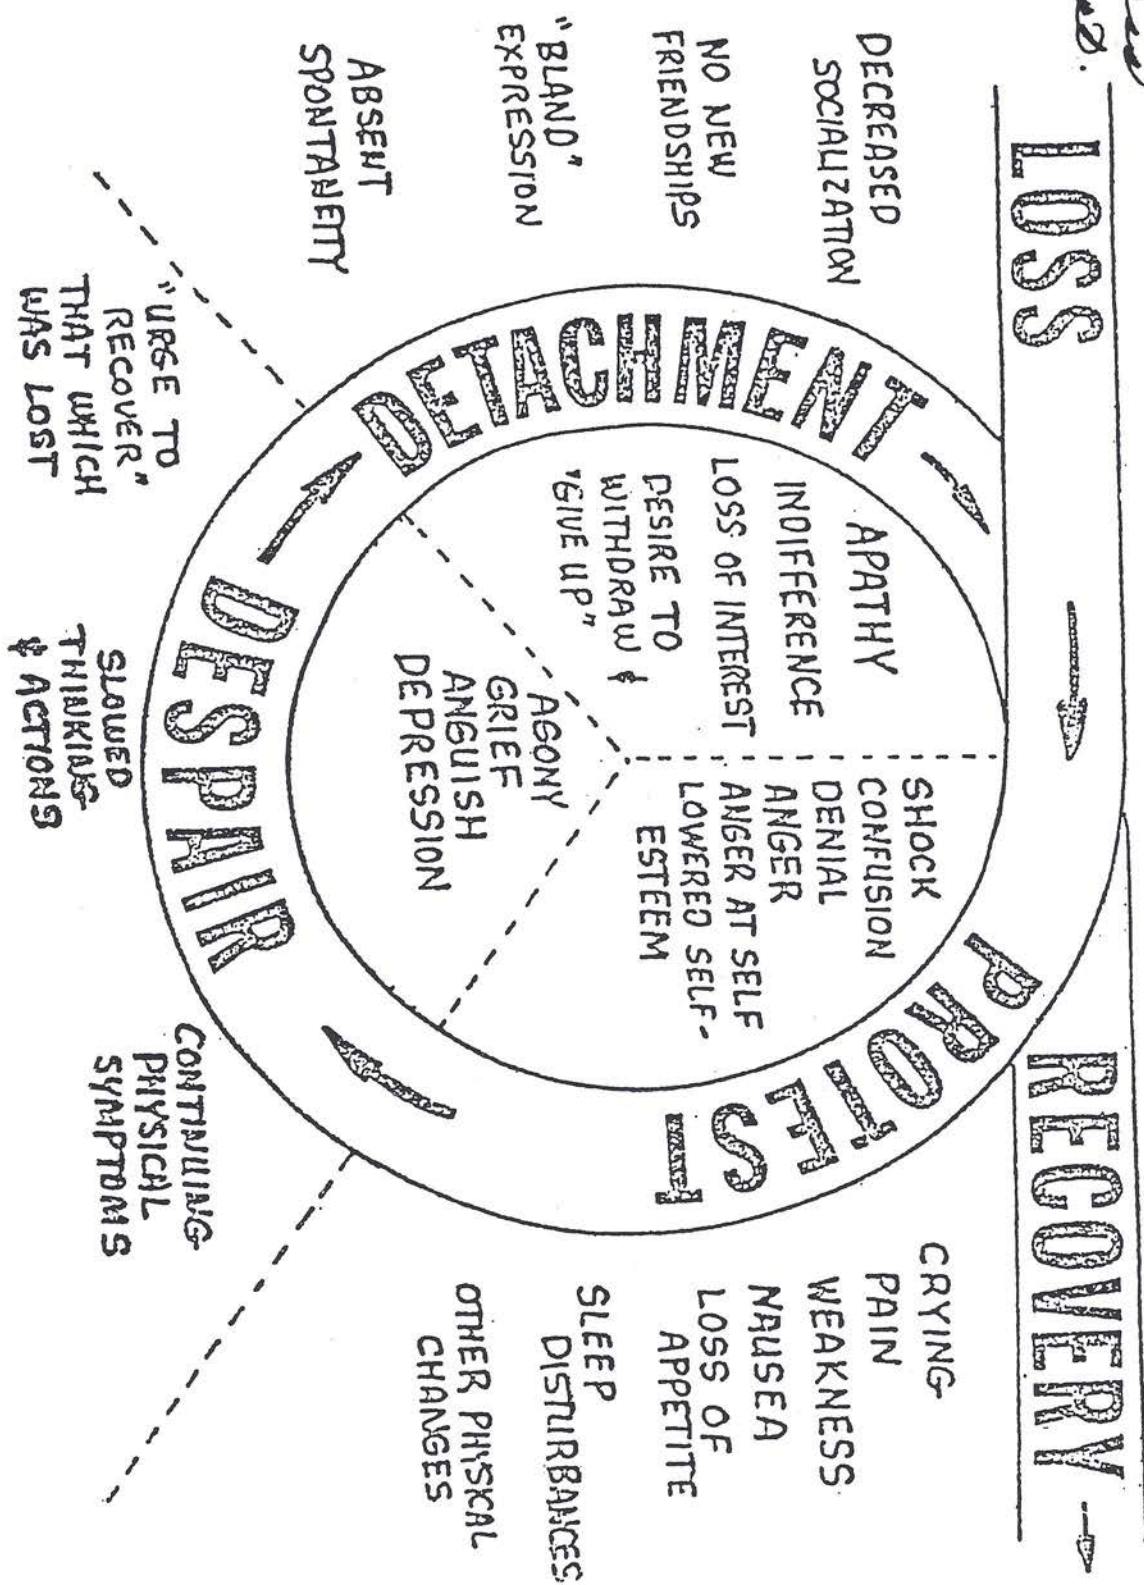 LOSS
RECOVERY
PROTEST
DESPAIR
DETACHMENT
SHOCK
CONFUSION
DENIAL
ANGER
ANGER AT SELF
LOWERED SELF-
ESTEEM
CRYING
PAIN
WEAKNESS
NAUSEA
LOSS OF
APPETITE
SLEEP
DISTURBANCES
OTHER PHYSICAL
CHANGES
AGONY
GRIEF
ANGUISH
DEPRESSION
CONTINUING
PHYSICAL
SYMPTOMS
SLOWED
THINKING
& ACTIONS
"URGE TO
RECOVER"
THAT WHICH
WAS LOST
APATHY
INDIFFERENCE
LOSS OF INTEREST
DESIRE TO
WITHDRAW &
"GIVE UP"
DECREASED
SOCIALIZATION
NO NEW
FRIENDSHIPS
"BLAND"
EXPRESSION
ABSENT
SPONTANEITY